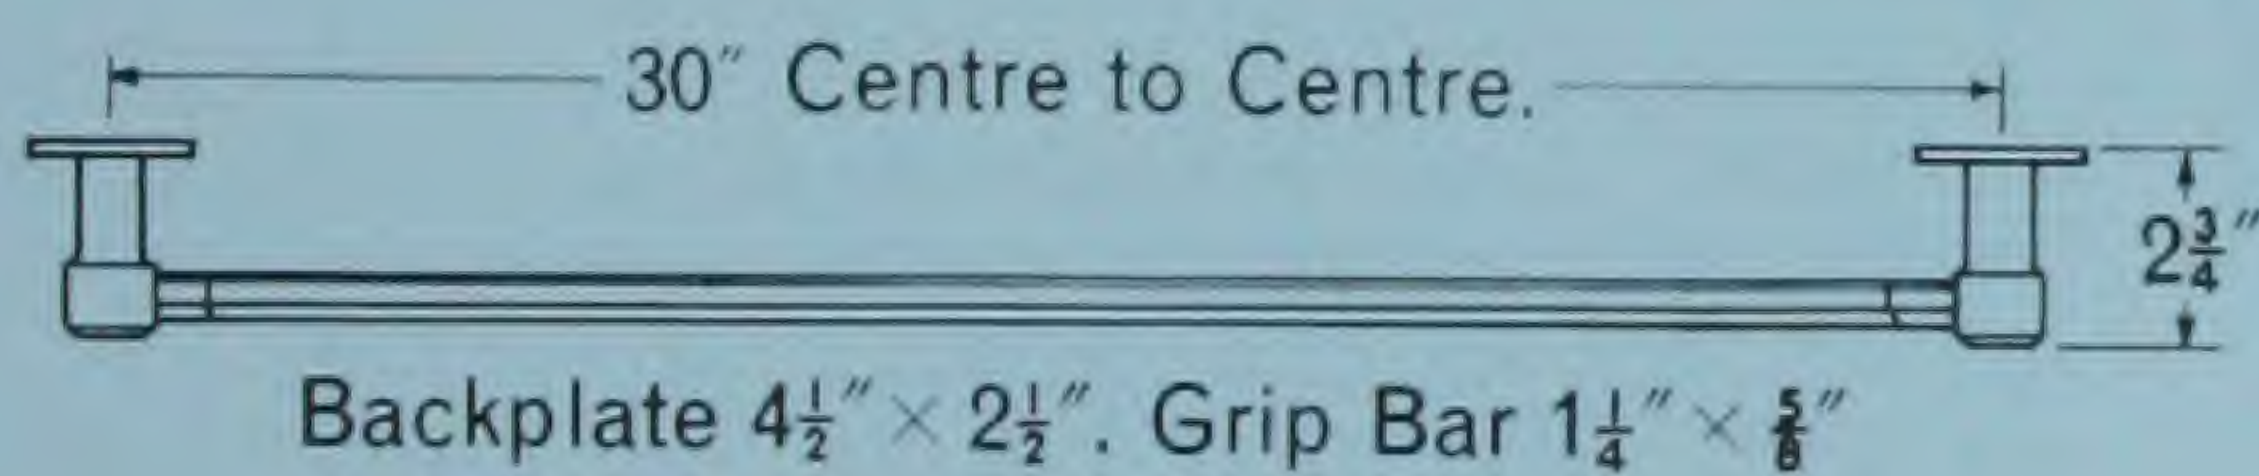 30″ Centre to Centre.
2¾″
Backplate 4½″ × 2½″. Grip Bar 1¼″ × ⅝″